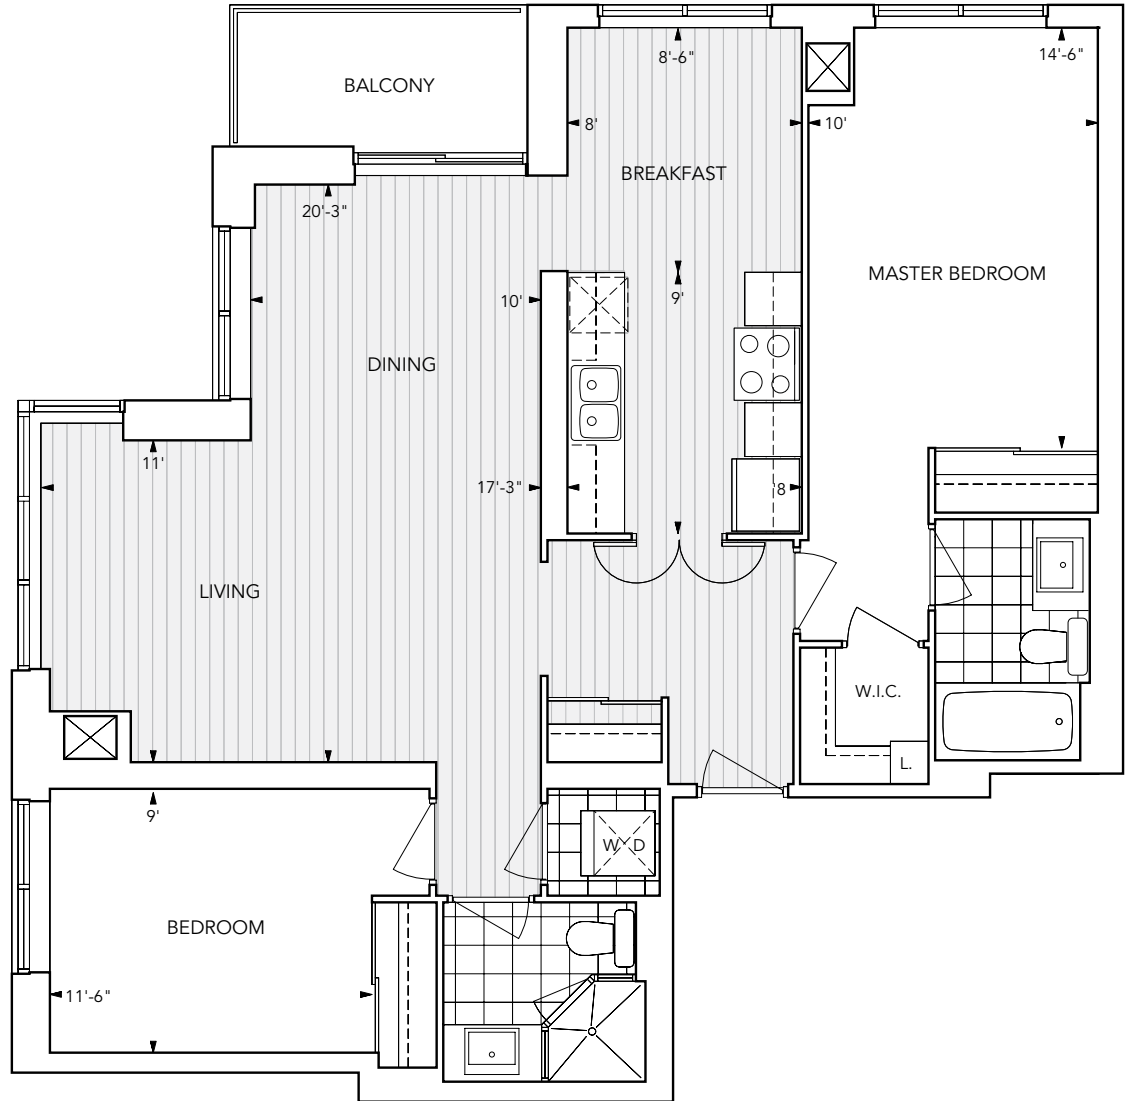 8'-6"
14'-6"
BALCONY
8'
10'
BREAKFAST
20'-3"
MASTER BEDROOM
10'
9'
DINING
11'
17'-3"
'8
LIVING
W.I.C.
L.
9'
W D
BEDROOM
11'-6"